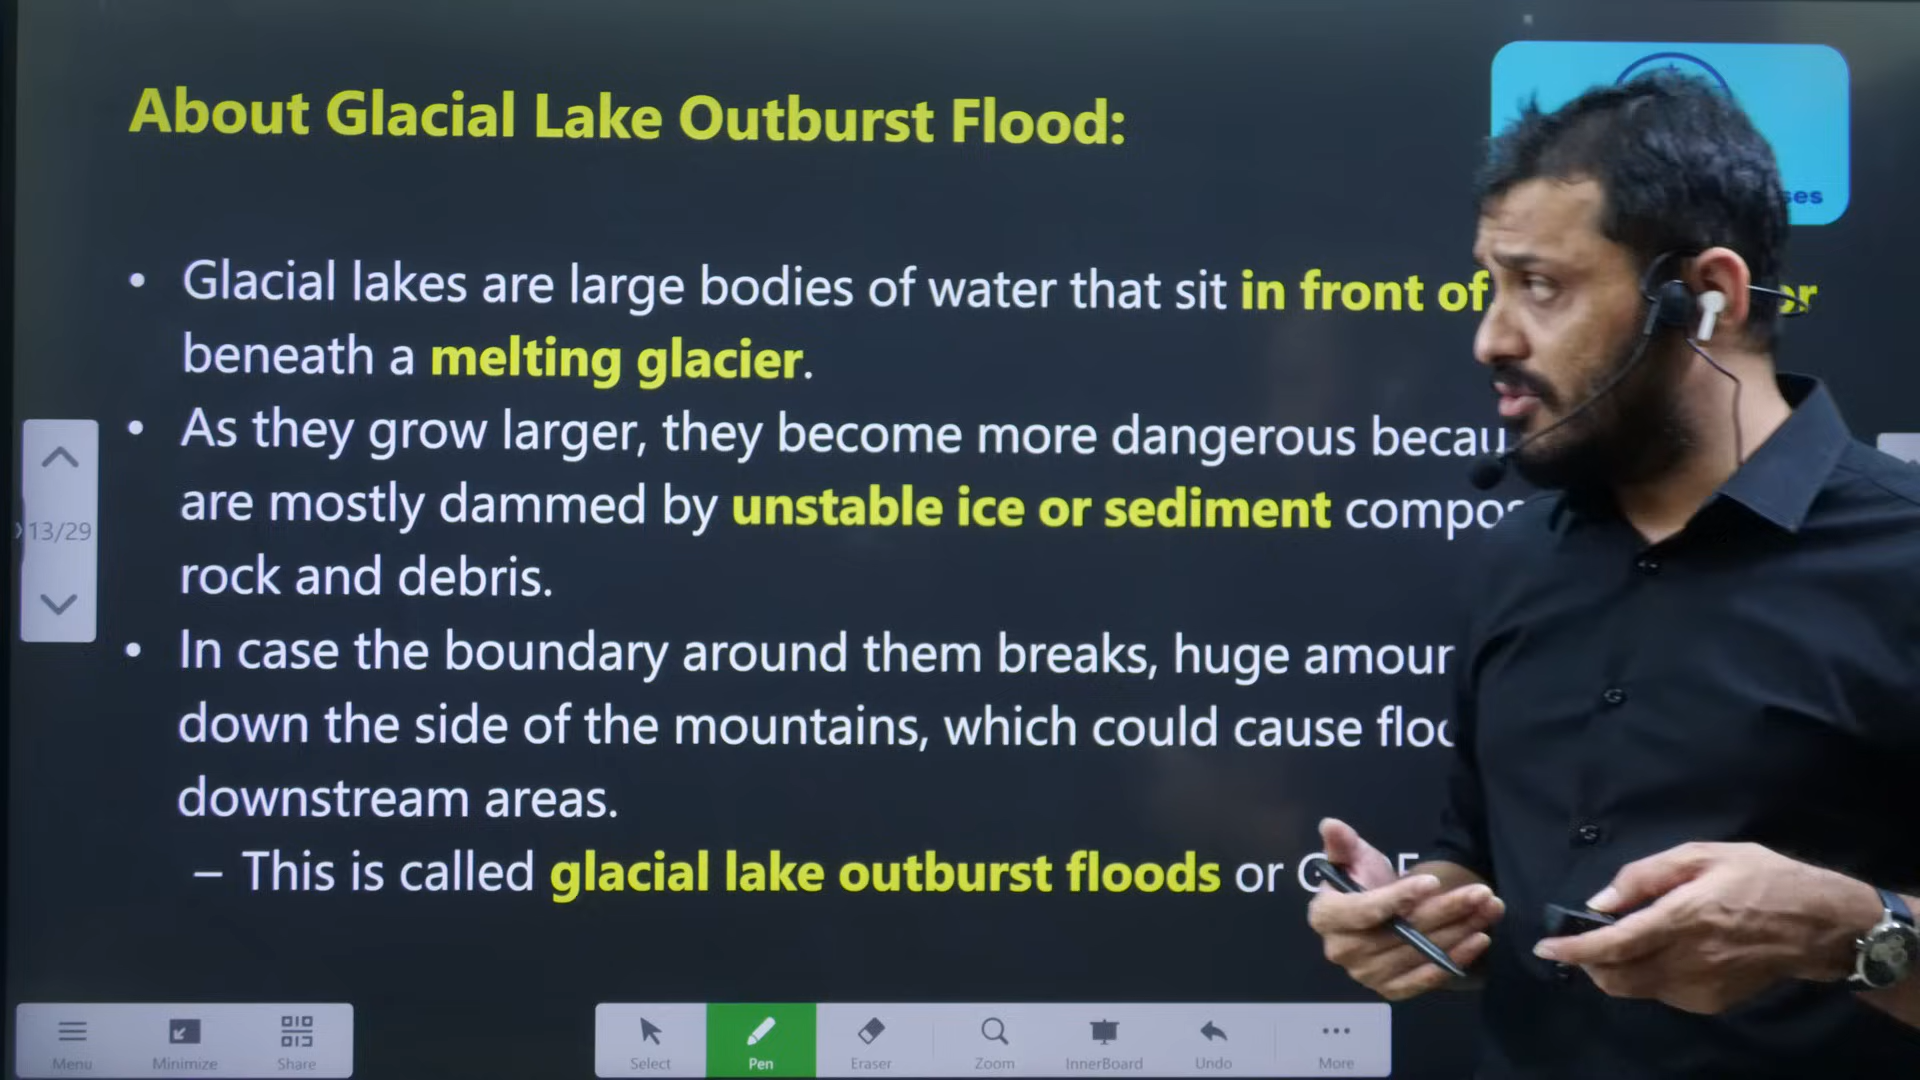 About Glacial Lake Outburst Flood:
ses
• Glacial lakes are large bodies of water that sit in front of or
beneath a melting glacier.
• As they grow larger, they become more dangerous
are mostly dammed by unstable ice or sediment
rock and debris.
• In case the boundary around them breaks, huge
down the side of the mountains, which could cause
downstream areas.
– This is called glacial lake outburst floods or
13/29
Menu Minimize Share Select Pen Eraser Zoom InnerBoard Undo More